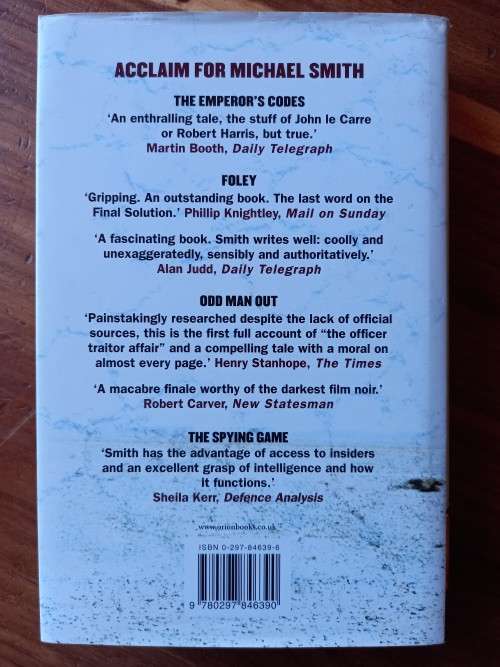 ACCLAIM FOR MICHAEL SMITH
THE EMPEROR'S CODES
'An enthralling tale, the stuff of John le Carre
or Robert Harris, but true.'
Martin Booth, Daily Telegraph
FOLEY
'Gripping. An outstanding book. The last word on the
Final Solution.' Phillip Knightley, Mail on Sunday
'A fascinating book. Smith writes well: coolly and
unexaggeratedly, sensibly and authoritatively.'
Alan Judd, Daily Telegraph
ODD MAN OUT
'Painstakingly researched despite the lack of official
sources, this is the first full account of "the officer
traitor affair" and a compelling tale with a moral on
almost every page.' Henry Stanhope, The Times
'A macabre finale worthy of the darkest film noir.'
Robert Carver, New Statesman
THE SPYING GAME
'Smith has the advantage of access to insiders
and an excellent grasp of intelligence and how
it functions.'
Sheila Kerr, Defence Analysis
www.orionbooks.co.uk
ISBN 0-297-84639-8
9 780297 846390